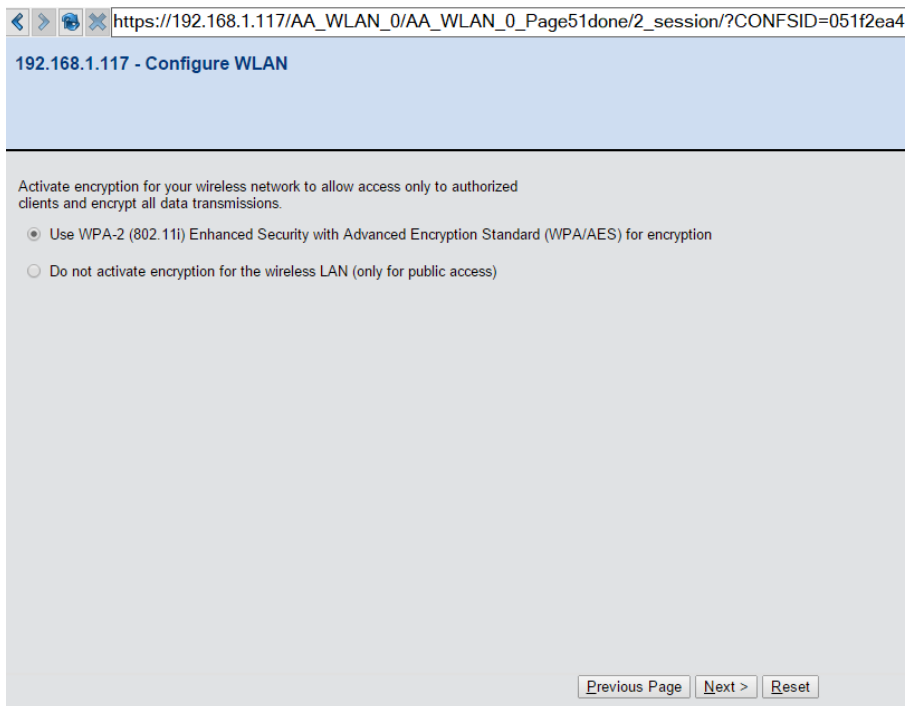 https://192.168.1.117/AA_WLAN_0/AA_WLAN_0_Page51done/2_session/?CONFSID=051f2ea4
192.168.1.117 - Configure WLAN
Activate encryption for your wireless network to allow access only to authorized
clients and encrypt all data transmissions.
Use WPA-2 (802.11i) Enhanced Security with Advanced Encryption Standard (WPA/AES) for encryption
Do not activate encryption for the wireless LAN (only for public access)
Previous Page Next > Reset